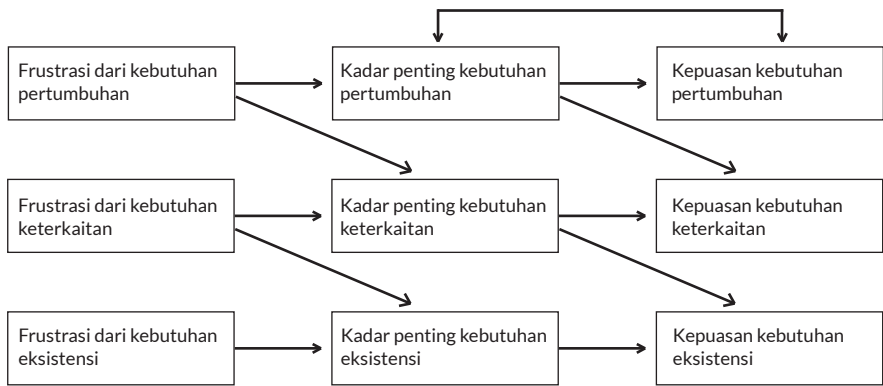 Frustrasi dari kebutuhan
pertumbuhan
Kadar penting kebutuhan
pertumbuhan
Kepuasan kebutuhan
pertumbuhan
Frustrasi dari kebutuhan
keterkaitan
Kadar penting kebutuhan
keterkaitan
Kepuasan kebutuhan
keterkaitan
Frustrasi dari kebutuhan
eksistensi
Kadar penting kebutuhan
eksistensi
Kepuasan kebutuhan
eksistensi